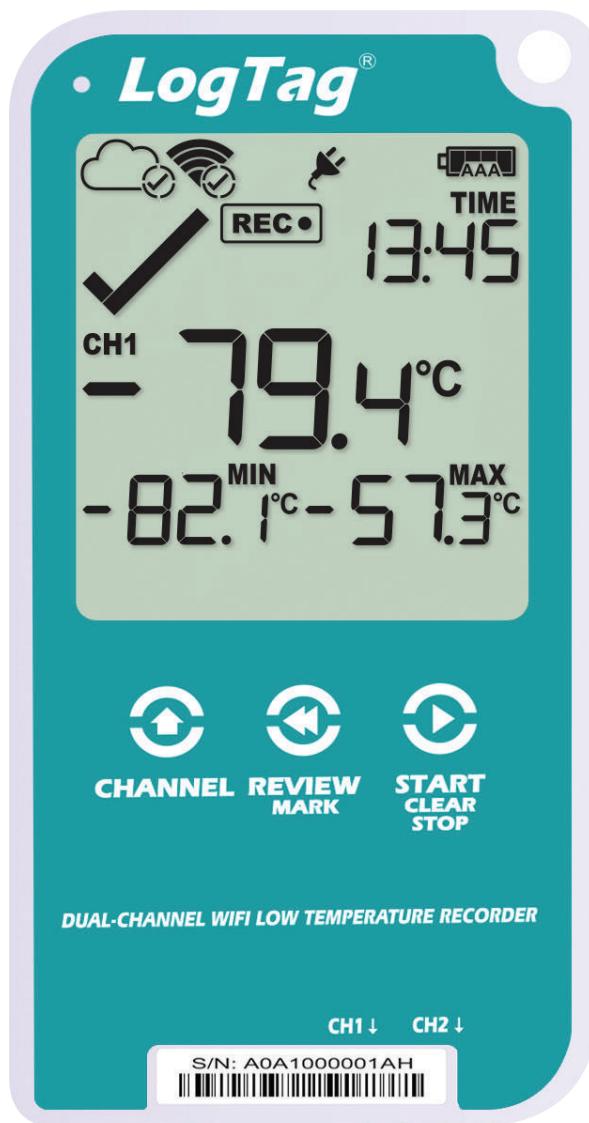 LogTag®
AAA
TIME
REC
13:45
CH1
-79.4°C
MIN MAX
-82.1°C -57.3°C
CHANNEL REVIEW START
MARK CLEAR
STOP
DUAL-CHANNEL WIFI LOW TEMPERATURE RECORDER
CH1↓ CH2↓
S/N: A0A1000001AH